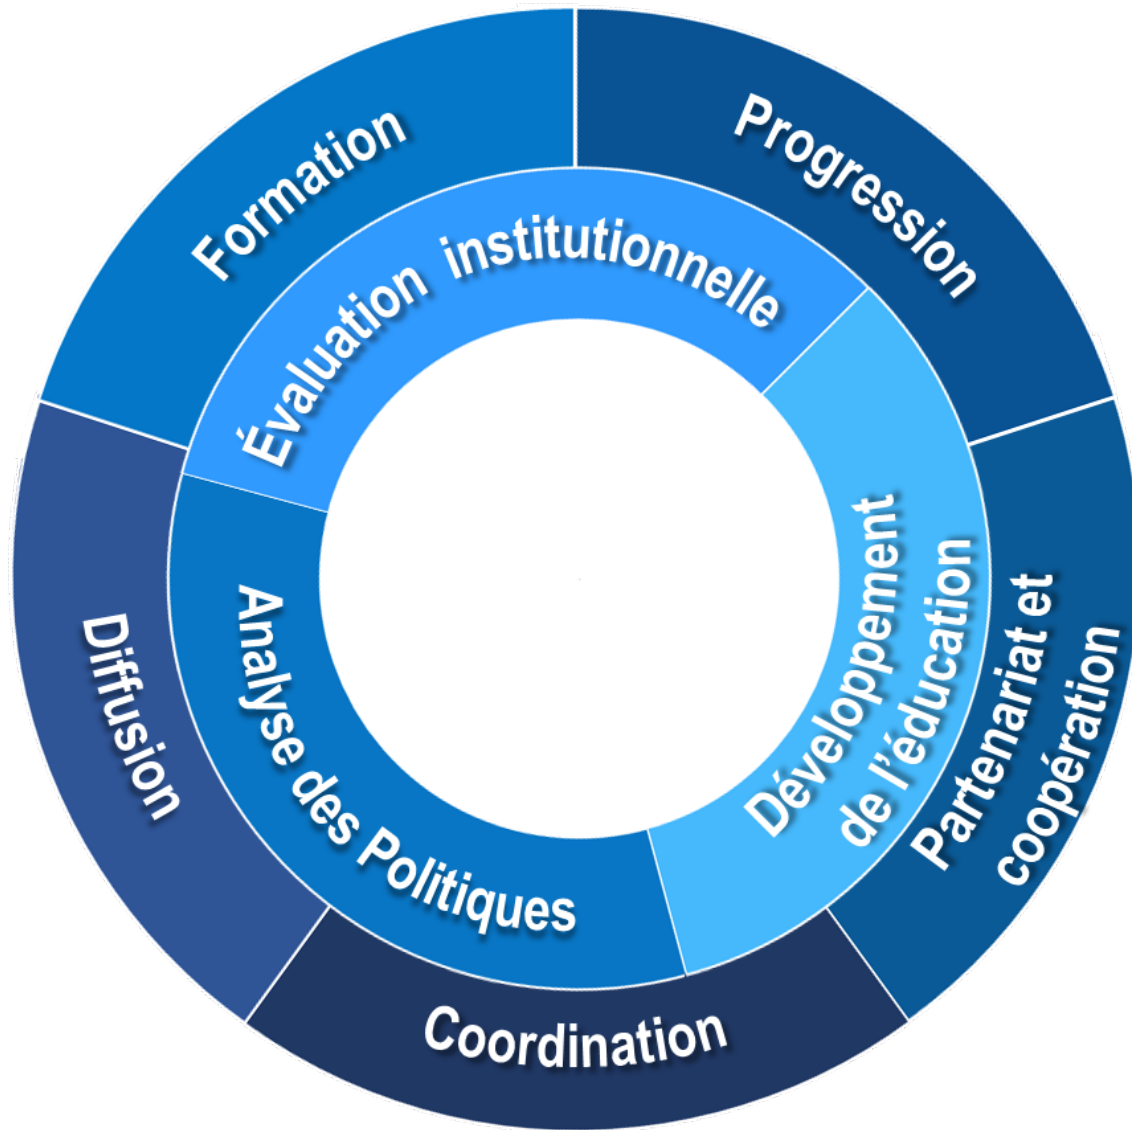 Formation
Progression
Évaluation institutionnelle
Développement
de l'éducation
Partenariat et
coopération
Analyse des Politiques
Diffusion
Coordination